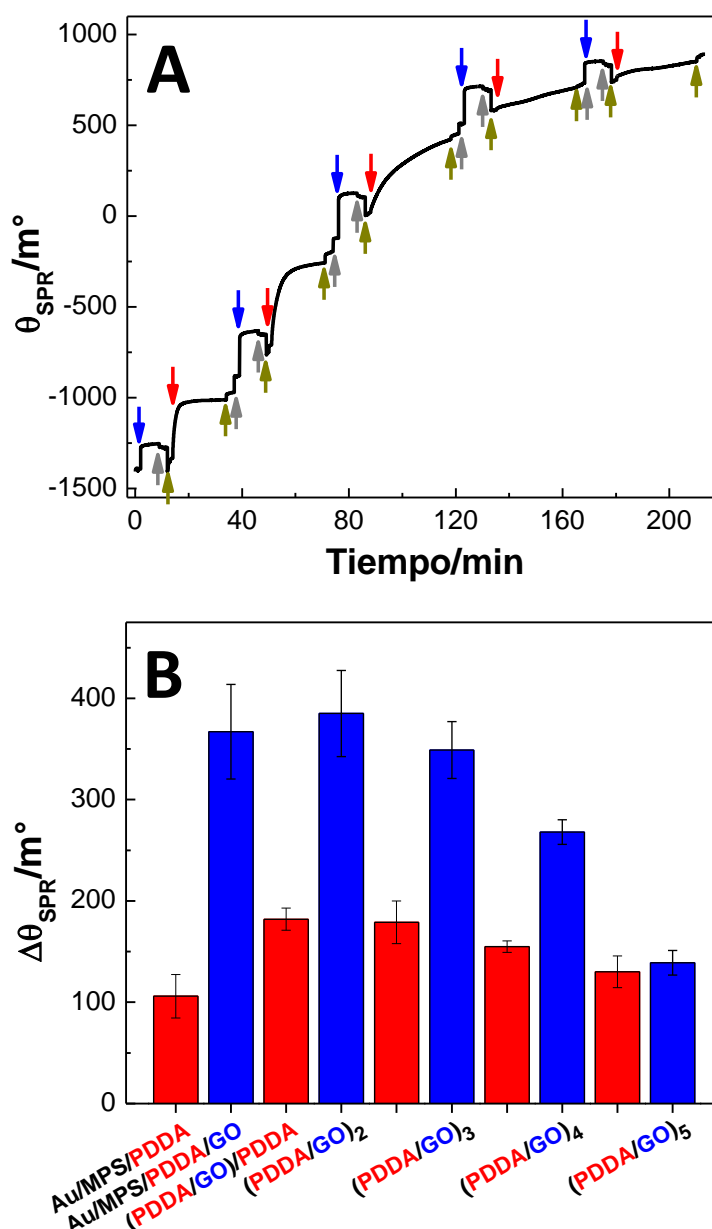 A
1000
500
0
-500
-1000
-1500
θSPR/m°
0 40 80 120 160 200
Tiempo/min
B
400
300
200
100
0
ΔθSPR/m°
Au/MPS/PDDA
Au/MPS/PDDA/GO
(PDDA/GO)/PDDA
(PDDA/GO)2
(PDDA/GO)3
(PDDA/GO)4
(PDDA/GO)5